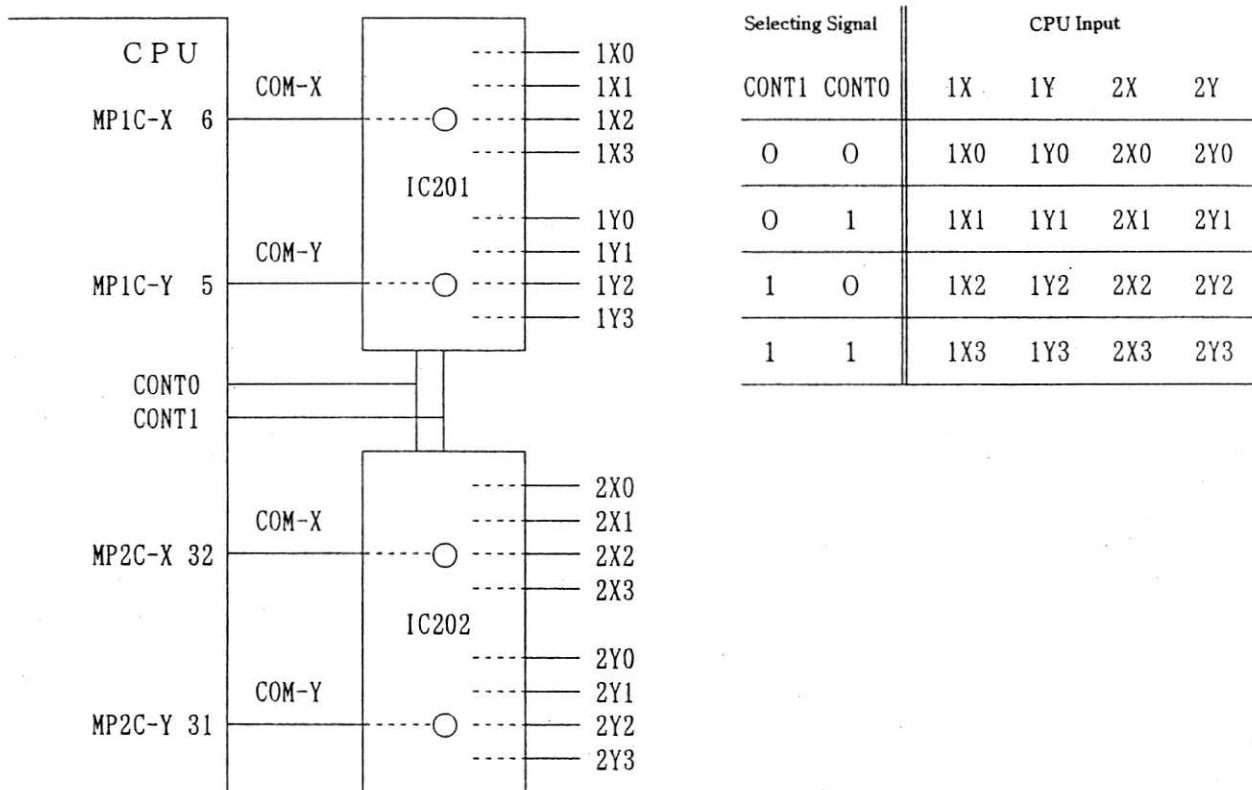 CPU
MP1C-X 6
COM-X
1X0
1X1
1X2
1X3
IC201
MP1C-Y 5
COM-Y
1Y0
1Y1
1Y2
1Y3
CONT0
CONT1
MP2C-X 32
COM-X
2X0
2X1
2X2
2X3
IC202
MP2C-Y 31
COM-Y
2Y0
2Y1
2Y2
2Y3
Selecting Signal CPU Input
CONT1 CONT0 1X 1Y 2X 2Y
0 0 1X0 1Y0 2X0 2Y0
0 1 1X1 1Y1 2X1 2Y1
1 0 1X2 1Y2 2X2 2Y2
1 1 1X3 1Y3 2X3 2Y3